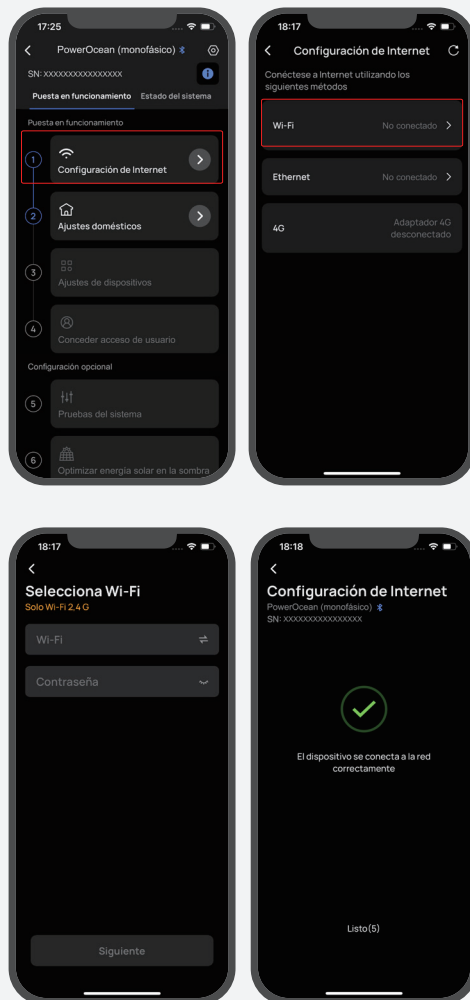 17:25
PowerOcean (monofásico)
SN: XXXXXXXXXXXXXXXX
Puesta en funcionamiento
Estado del sistema
Puesta en funcionamiento
1
Configuración de Internet
2
Ajustes domésticos
3
Ajustes de dispositivos
4
Conceder acceso de usuario
Configuración opcional
5
Pruebas del sistema
6
Optimizar energía solar en la sombra
18:17
Configuración de Internet
Conéctese a Internet utilizando los
siguientes métodos
Wi-Fi
No conectado
Ethernet
No conectado
4G
Adaptador 4G
desconectado
18:17
Selecciona Wi-Fi
Solo Wi-Fi 2,4 G
Wi-Fi
Contraseña
Siguiente
18:18
Configuración de Internet
PowerOcean (monofásico)
SN: XXXXXXXXXXXXXXXX
El dispositivo se conecta a la red
correctamente
Listo(5)